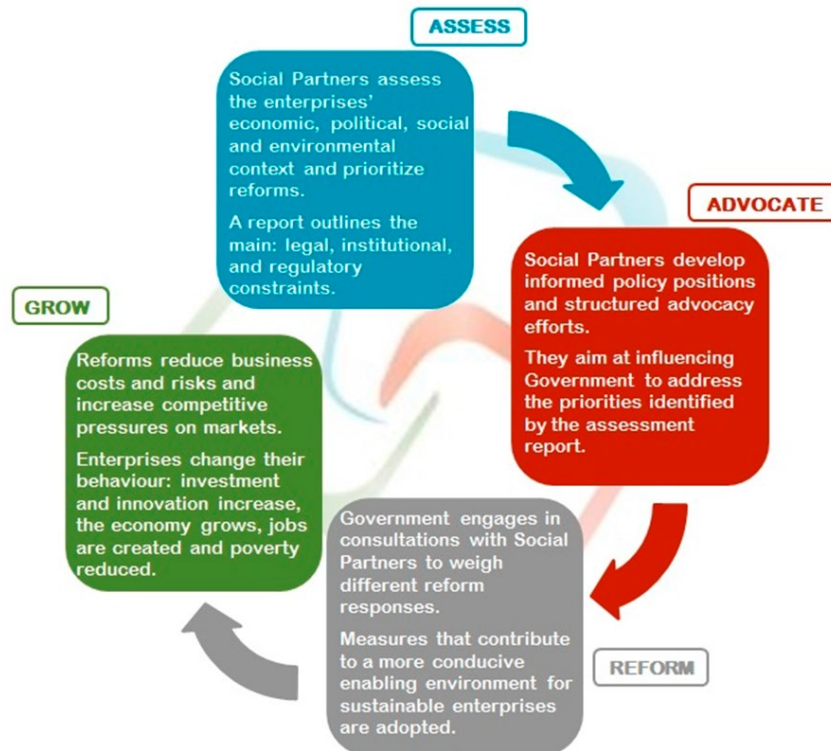 ASSESS
Social Partners assess
the enterprises'
economic, political, social
and environmental
context and prioritize
reforms.
A report outlines the
main: legal, institutional,
and regulatory
constraints.
ADVOCATE
Social Partners develop
informed policy positions
and structured advocacy
efforts.
They aim at influencing
Government to address
the priorities identified
by the assessment
report.
REFORM
Government engages in
consultations with Social
Partners to weigh
different reform
responses.
Measures that contribute
to a more conducive
enabling environment for
sustainable enterprises
are adopted.
GROW
Reforms reduce business
costs and risks and
increase competitive
pressures on markets.
Enterprises change their
behaviour: investment
and innovation increase,
the economy grows, jobs
are created and poverty
reduced.